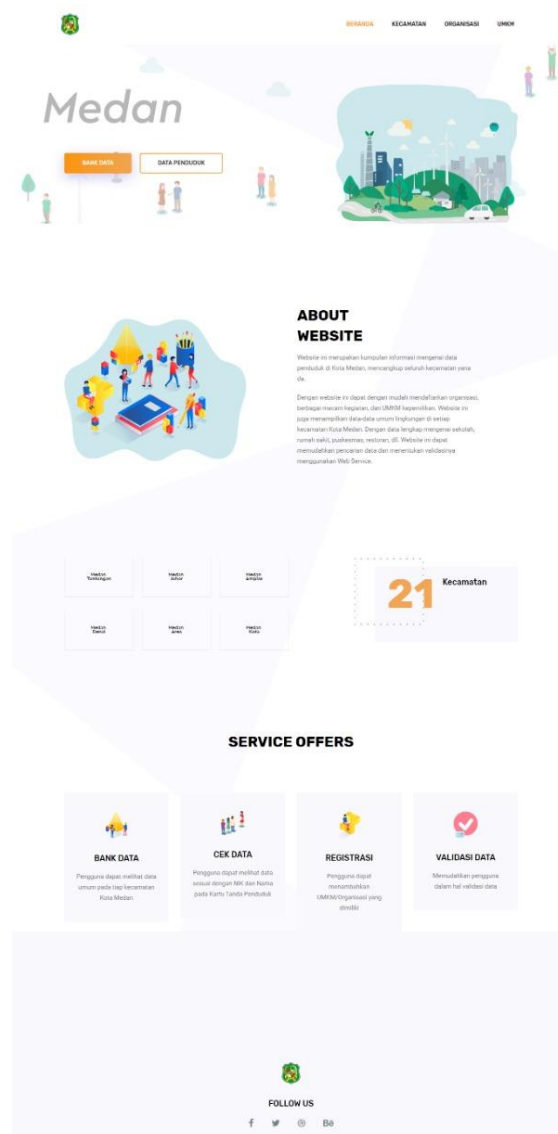 BERANDA KECAMATAN ORGANISASI UMKM
Medan
BANK DATA DATA PENDUDUK
ABOUT
WEBSITE
Website ini merupakan kumpulan informasi mengenai data
penduduk di Kota Medan, mencangkup seluruh kecamatan yang
da.
Dengan website ini dapat dengan mudah mendaftarkan organisasi,
berbagai macam kegiatan, dan UMKM kepemilikan. Website ini
juga menampilkan data-data umum lingkungan di setiap
kecamatan Kota Medan. Dengan data lengkap mengenai sekolah,
rumah sakit, puskesmas, restoran, dll. Website ini dapat
memudahkan pencarian data dan menentukan validasinya
menggunakan Web Service.
Medan
Tuntungan
Medan
Johor
Medan
Amplas
Medan
Denai
Medan
Area
Medan
Kota
21 Kecamatan
SERVICE OFFERS
BANK DATA
Pengguna dapat melihat data
umum pada tiap kecamatan
Kota Medan
CEK DATA
Pengguna dapat melihat data
sesuai dengan NIK dan Nama
pada Kartu Tanda Penduduk
REGISTRASI
Pengguna dapat
menambahkan
UMKM/Organisasi yang
dimiliki
VALIDASI DATA
Memudahkan pengguna
dalam hal validasi data
FOLLOW US
Bē